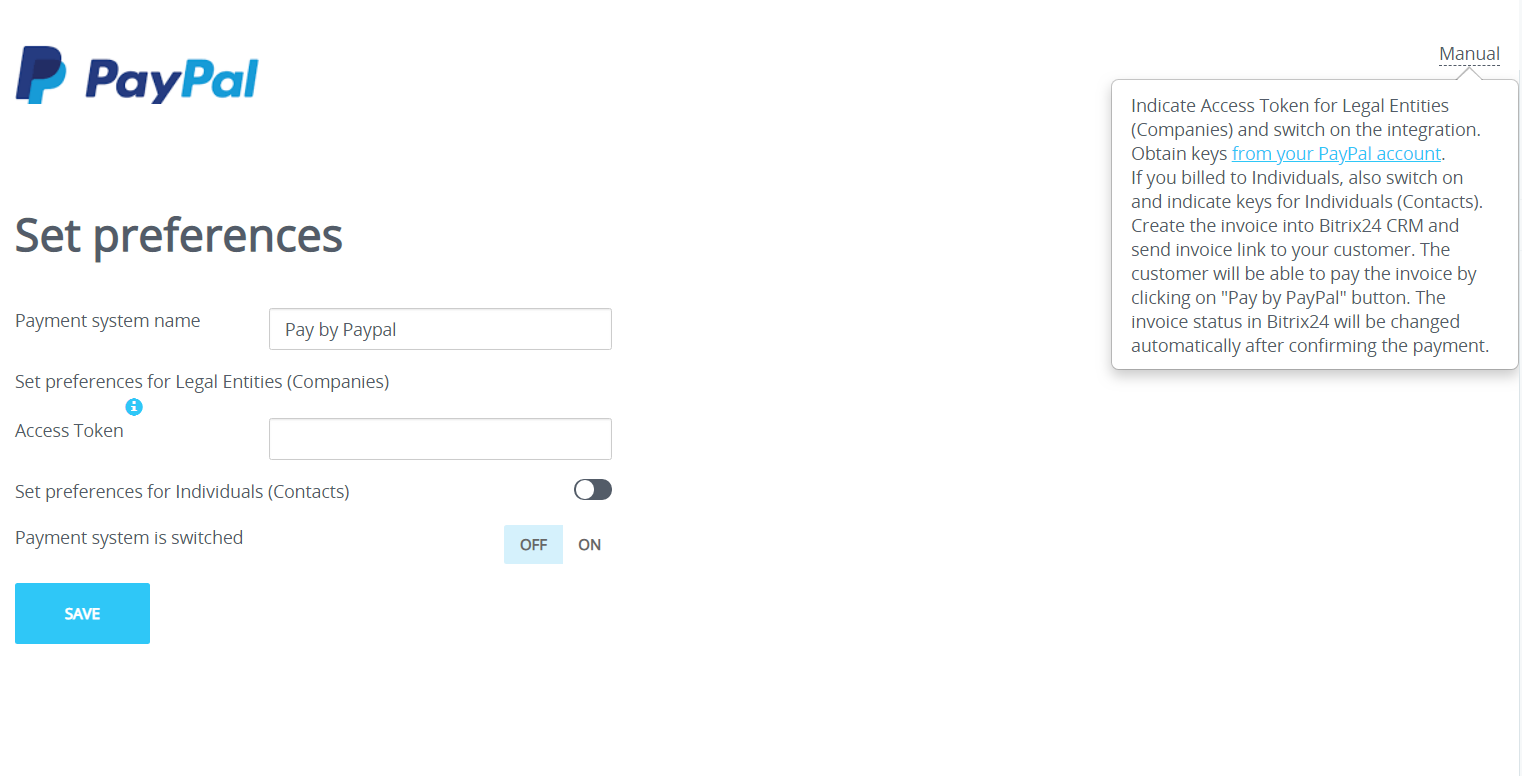 PayPal
Manual
Indicate Access Token for Legal Entities
(Companies) and switch on the integration.
Obtain keys from your PayPal account.
If you billed to Individuals, also switch on
and indicate keys for Individuals (Contacts).
Create the invoice into Bitrix24 CRM and
send invoice link to your customer. The
customer will be able to pay the invoice by
clicking on "Pay by PayPal" button. The
invoice status in Bitrix24 will be changed
automatically after confirming the payment.
Set preferences
Payment system name
Pay by Paypal
Set preferences for Legal Entities (Companies)
Access Token
Set preferences for Individuals (Contacts)
Payment system is switched
OFF ON
SAVE